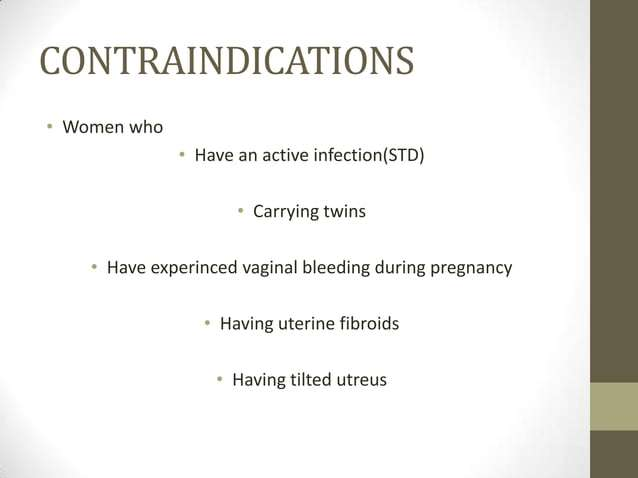 CONTRAINDICATIONS
• Women who
• Have an active infection(STD)
• Carrying twins
• Have experinced vaginal bleeding during pregnancy
• Having uterine fibroids
• Having tilted utreus